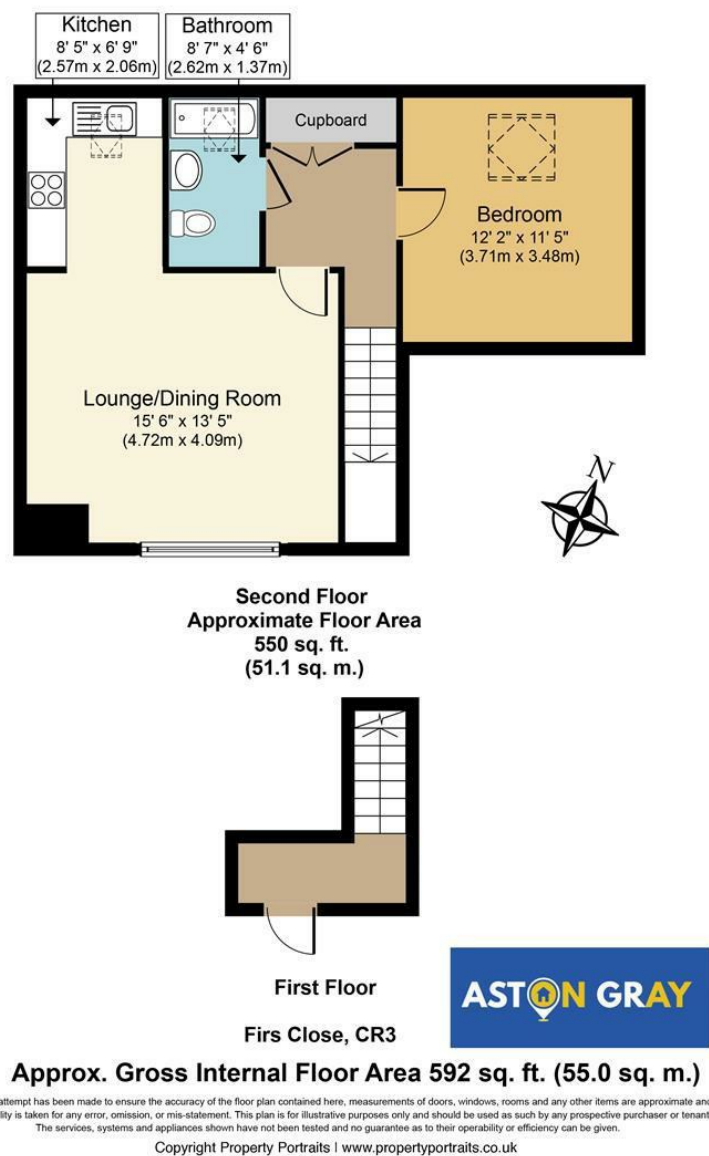 Kitchen
8' 5" x 6' 9"
(2.57m x 2.06m)
Bathroom
8' 7" x 4' 6"
(2.62m x 1.37m)
Cupboard
Bedroom
12' 2" x 11' 5"
(3.71m x 3.48m)
Lounge/Dining Room
15' 6" x 13' 5"
(4.72m x 4.09m)
N
Second Floor
Approximate Floor Area
550 sq. ft.
(51.1 sq. m.)
First Floor
Firs Close, CR3
ASTON GRAY
Approx. Gross Internal Floor Area 592 sq. ft. (55.0 sq. m.)
attempt has been made to ensure the accuracy of the floor plan contained here, measurements of doors, windows, rooms and any other items are approximate and
lity is taken for any error, omission, or mis-statement. This plan is for illustrative purposes only and should be used as such by any prospective purchaser or tenant
The services, systems and appliances shown have not been tested and no guarantee as to their operability or efficiency can be given.
Copyright Property Portraits | www.propertyportraits.co.uk